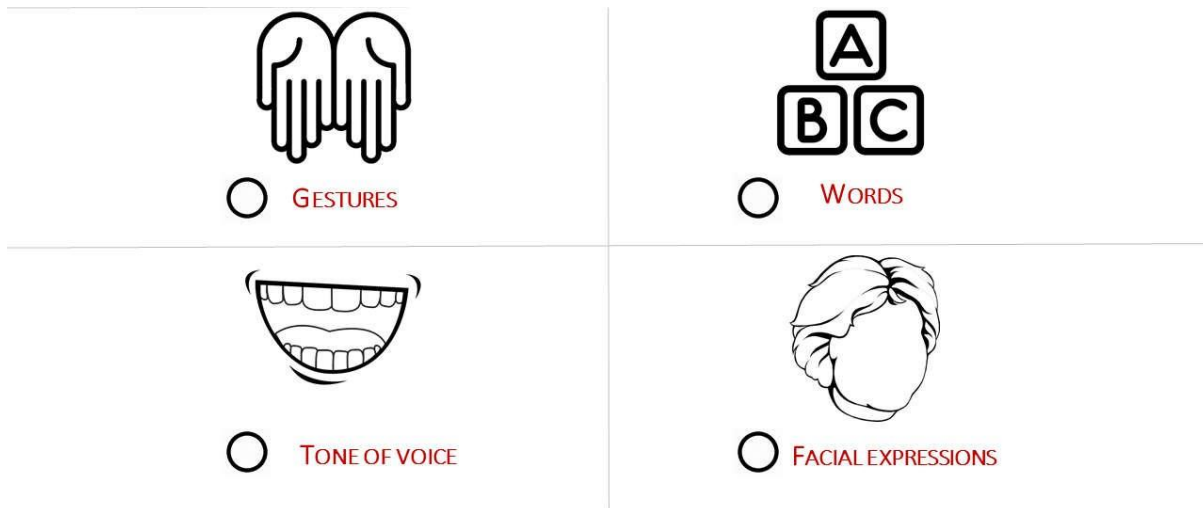 A
B C
GESTURES
WORDS
TONE OF VOICE
FACIAL EXPRESSIONS